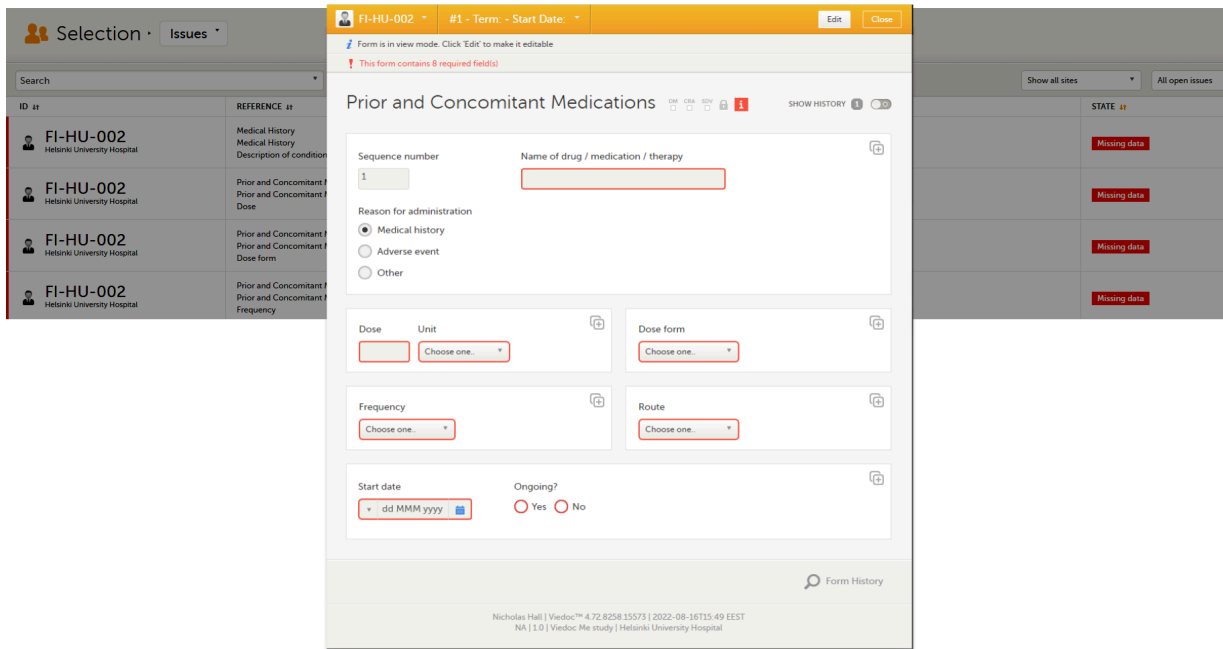 Selection · Issues
Search
Show all sites
All open issues
ID
REFERENCE
STATE
FI-HU-002
Helsinki University Hospital
Medical History
Medical History
Description of condition
Missing data
FI-HU-002
Helsinki University Hospital
Prior and Concomitant
Prior and Concomitant
Dose
Missing data
FI-HU-002
Helsinki University Hospital
Prior and Concomitant
Prior and Concomitant
Dose form
Missing data
FI-HU-002
Helsinki University Hospital
Prior and Concomitant
Prior and Concomitant
Frequency
Missing data
FI-HU-002
#1 - Term: - Start Date:
Edit
Close
Form is in view mode. Click 'Edit' to make it editable
This form contains 8 required field(s)
Prior and Concomitant Medications
DM CRA SDV
SHOW HISTORY 1
Sequence number
Name of drug / medication / therapy
1
Reason for administration
Medical history
Adverse event
Other
Dose
Unit
Choose one..
Dose form
Choose one..
Frequency
Choose one..
Route
Choose one..
Start date
Ongoing?
dd MMM yyyy
Yes
No
Form History
Nicholas Hall | Viedoc™ 4.72.8258.15573 | 2022-08-16T15:49 EEST
NA | 1.0 | Viedoc Me study | Helsinki University Hospital